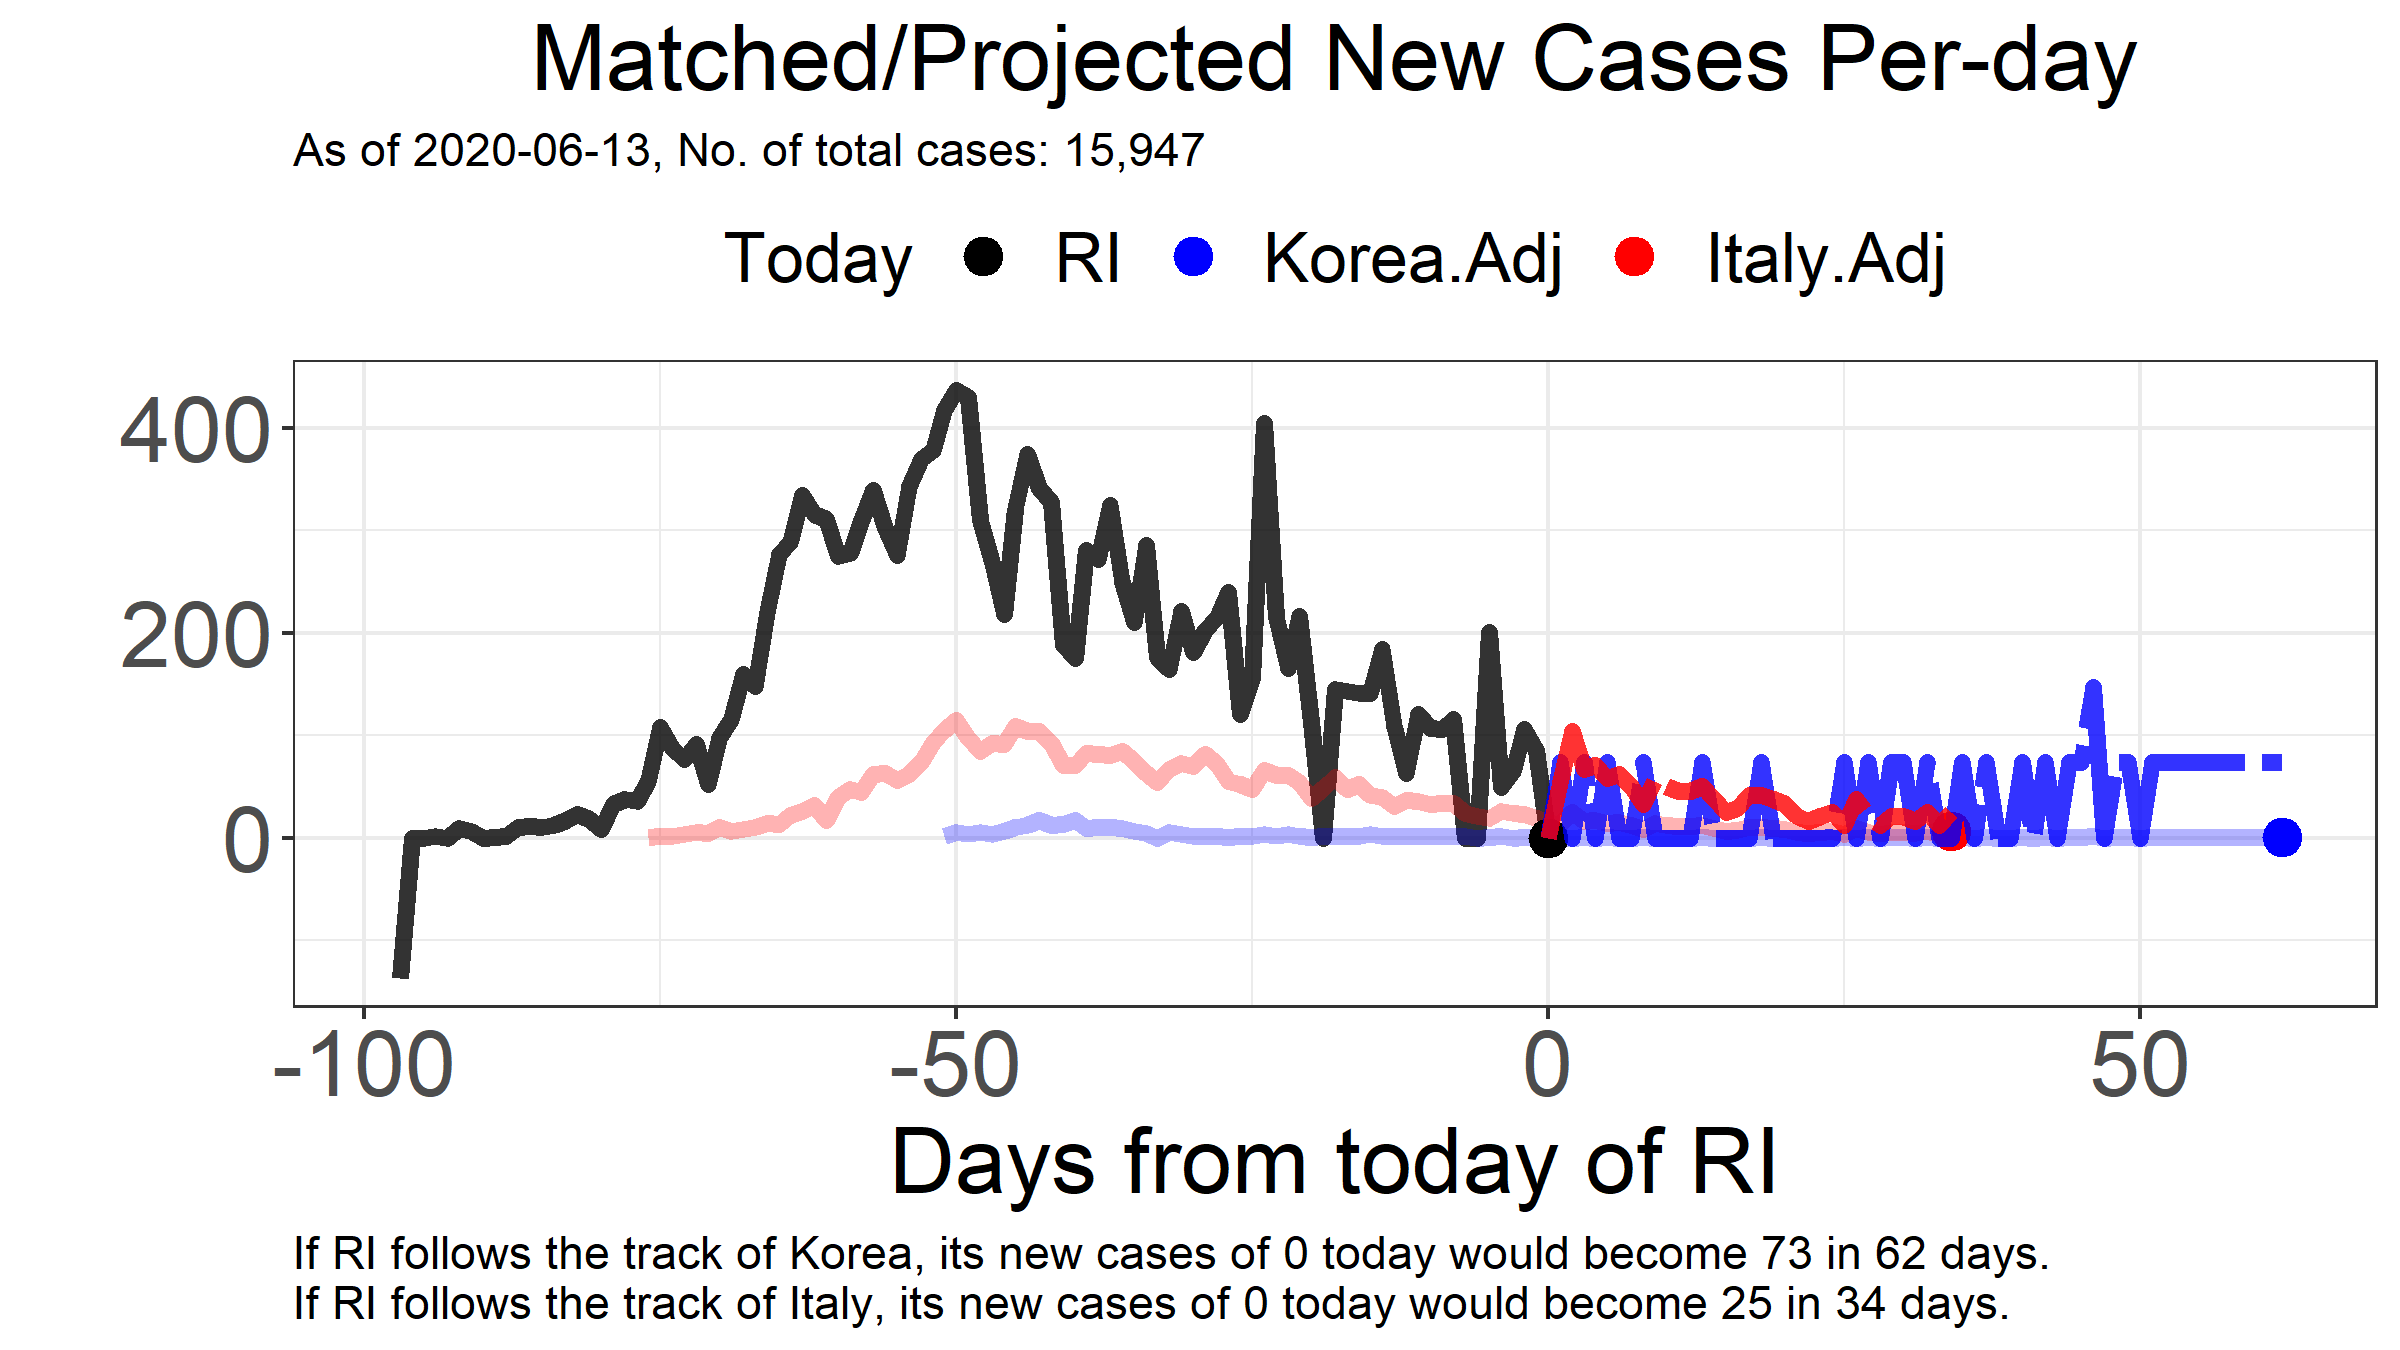 Matched/Projected New Cases Per-day
As of 2020-06-13, No. of total cases: 15,947
Today RI Korea.Adj Italy.Adj
400
200
0
-100 -50 0 50
Days from today of RI
If RI follows the track of Korea, its new cases of 0 today would become 73 in 62 days.
If RI follows the track of Italy, its new cases of 0 today would become 25 in 34 days.